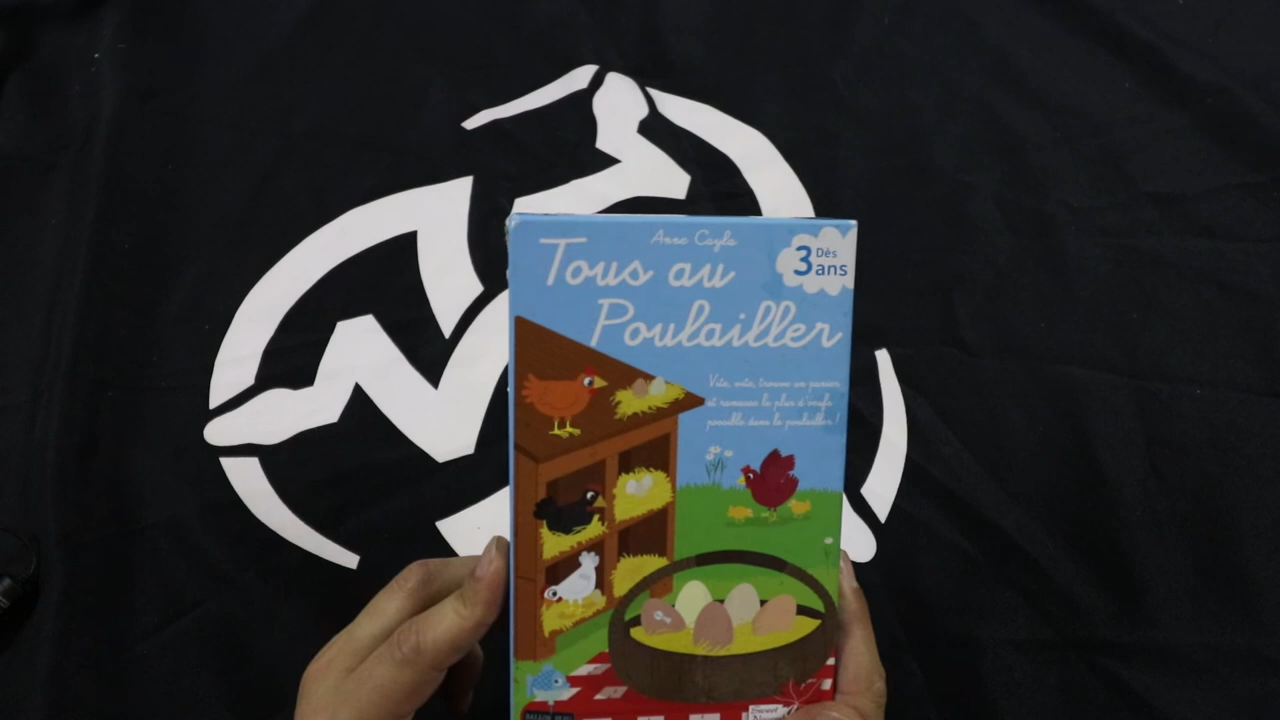 Anne Cayla
Tous au
Poulailler
Dès
3 ans
Vite, vite, trouve un panier
et ramasse le plus d'œufs
possible dans le poulailler !